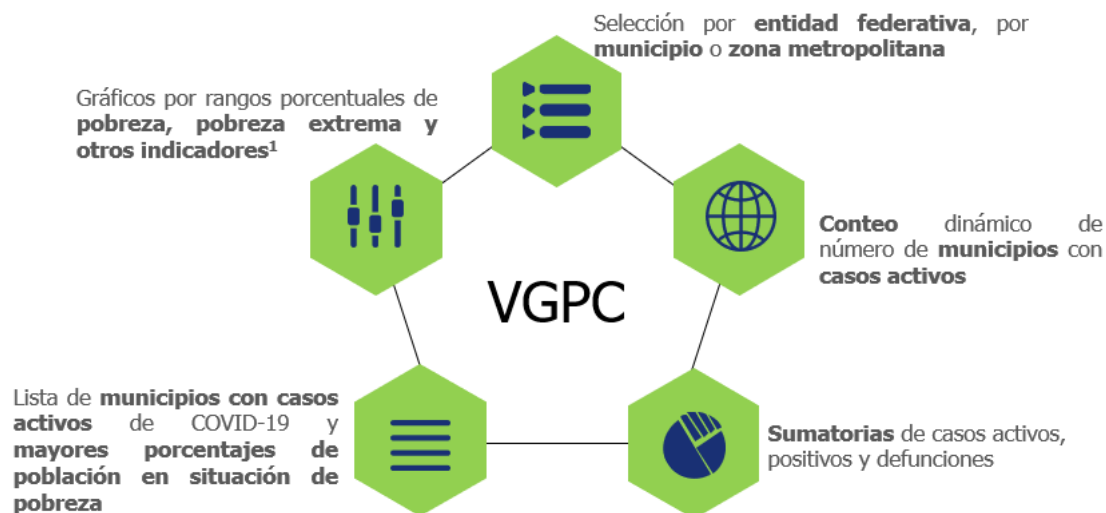 Selección por entidad federativa, por
municipio o zona metropolitana
Gráficos por rangos porcentuales de
pobreza, pobreza extrema y
otros indicadores¹
Conteo dinámico de
número de municipios con
casos activos
VGPC
Lista de municipios con casos
activos de COVID-19 y
mayores porcentajes de
población en situación de
pobreza
Sumatorias de casos activos,
positivos y defunciones